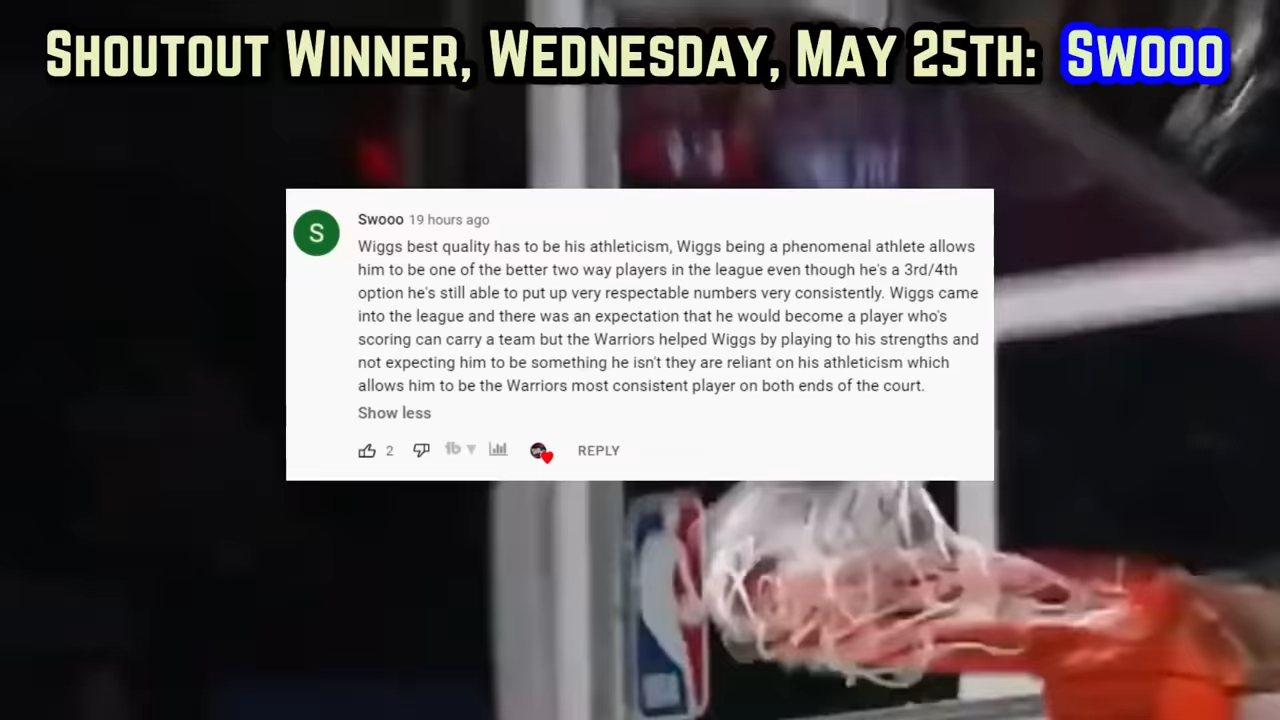 Shoutout Winner, Wednesday, May 25th: Swooo
S
Swooo 19 hours ago
Wiggs best quality has to be his athleticism, Wiggs being a phenomenal athlete allows
him to be one of the better two way players in the league even though he's a 3rd/4th
option he's still able to put up very respectable numbers very consistently. Wiggs came
into the league and there was an expectation that he would become a player who's
scoring can carry a team but the Warriors helped Wiggs by playing to his strengths and
not expecting him to be something he isn't they are reliant on his athleticism which
allows him to be the Warriors most consistent player on both ends of the court.
Show less
2 tb REPLY